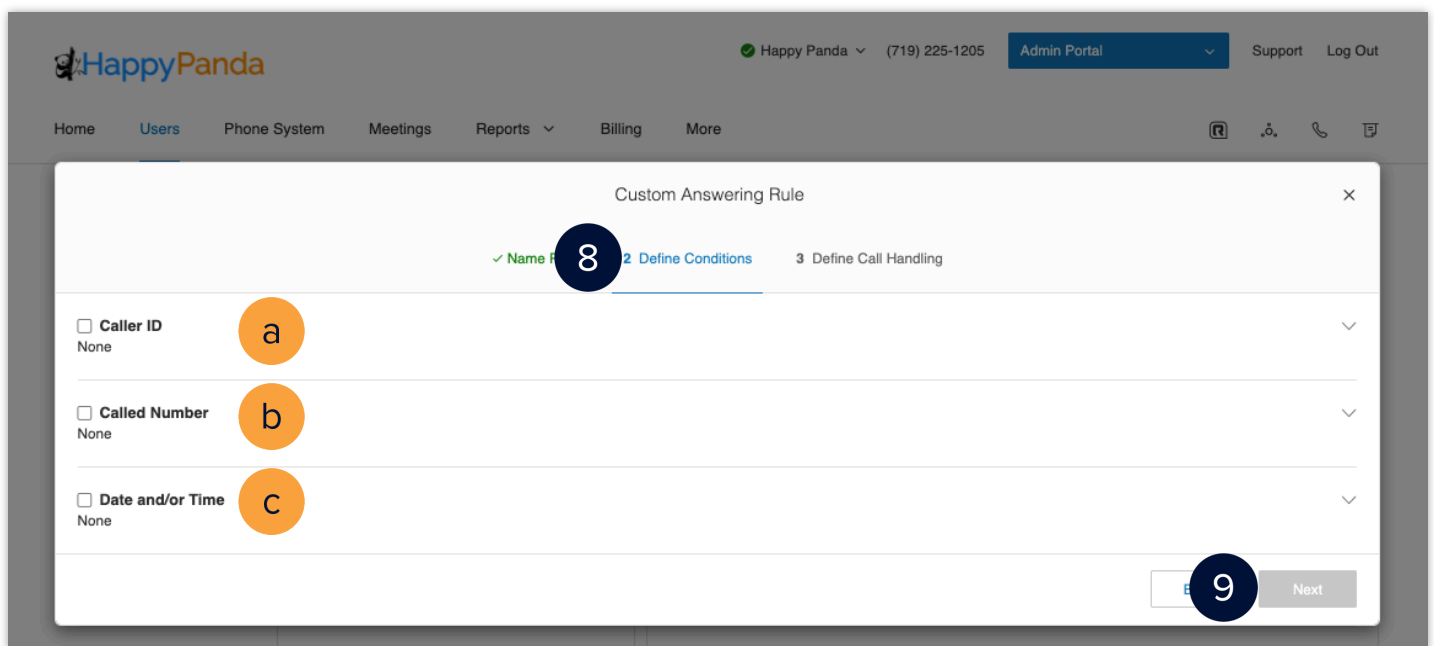 HappyPanda
Happy Panda (719) 225-1205 Admin Portal Support Log Out
Home Users Phone System Meetings Reports Billing More
Custom Answering Rule
Name 8 2 Define Conditions 3 Define Call Handling
Caller ID a
None
Called Number b
None
Date and/or Time c
None
9 Next